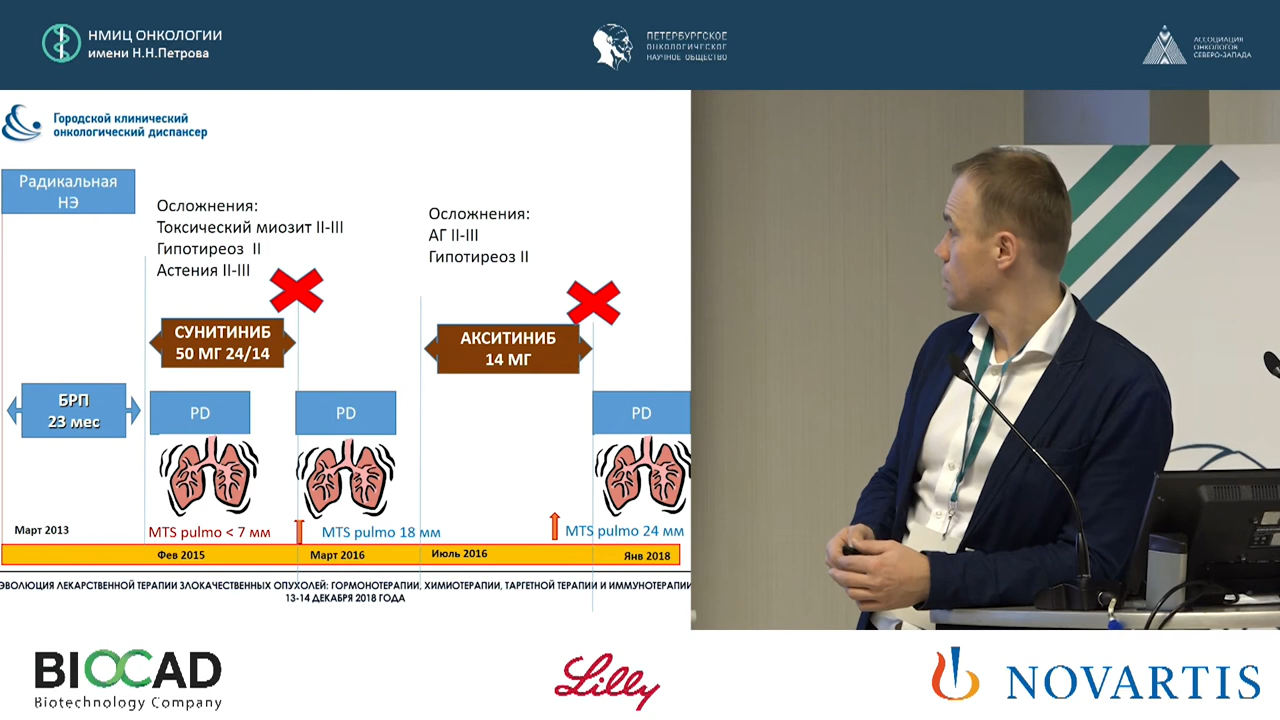 НМИЦ ОНКОЛОГИИ
имени Н.Н.Петрова
ПЕТЕРБУРГСКОЕ
ОНКОЛОГИЧЕСКОЕ
НАУЧНОЕ ОБЩЕСТВО
АССОЦИАЦИЯ
ОНКОЛОГОВ
СЕВЕРО-ЗАПАДА
Городской клинический
онкологический диспансер
Радикальная
НЭ
Осложнения:
Токсический миозит II-III
Гипотиреоз II
Астения II-III
Осложнения:
АГ II-III
Гипотиреоз II
СУНИТИНИБ
50 МГ 24/14
АКСИТИНИБ
14 МГ
БРП
23 мес
PD
PD
PD
Март 2013
MTS pulmo < 7 мм
MTS pulmo 18 мм
MTS pulmo 24 мм
Фев 2015
Март 2016
Июль 2016
Янв 2018
ЭВОЛЮЦИЯ ЛЕКАРСТВЕННОЙ ТЕРАПИИ ЗЛОКАЧЕСТВЕННЫХ ОПУХОЛЕЙ: ГОРМОНОТЕРАПИИ, ХИМИОТЕРАПИИ, ТАРГЕТНОЙ ТЕРАПИИ И ИММУНОТЕРАПИИ
13-14 ДЕКАБРЯ 2018 ГОДА
BIOCAD
Biotechnology Company
Lilly
NOVARTIS